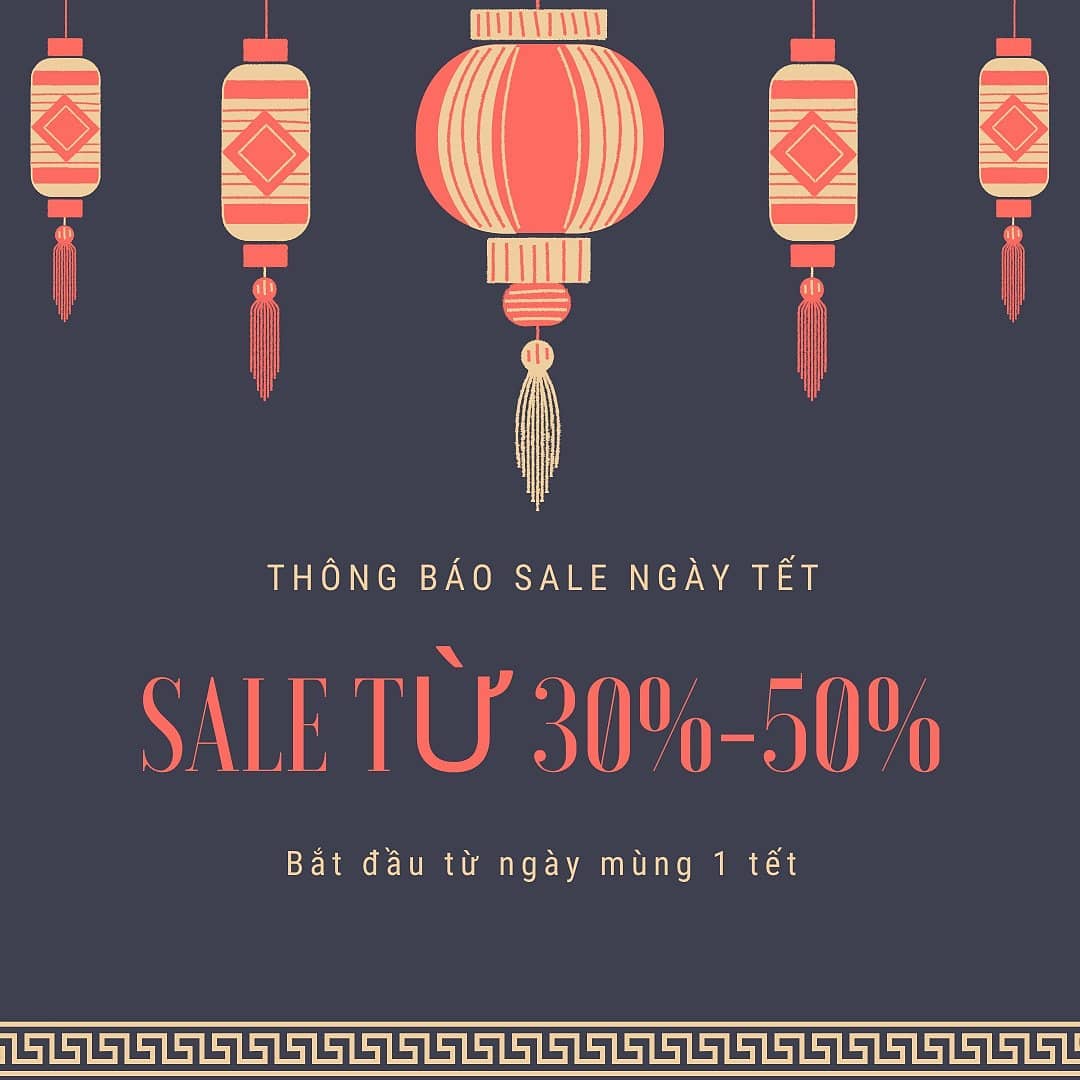 THÔNG BÁO SALE NGÀY TẾT
SALE TỪ 30%-50%
Bắt đầu từ ngày mùng 1 tết